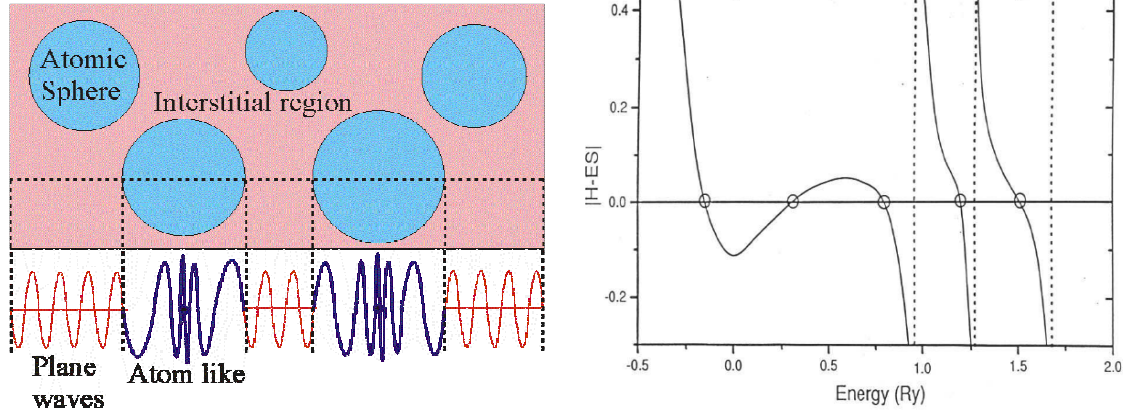 Atomic
Sphere
Interstitial region
Plane
waves
Atom like
|H-ES|
0.4
0.2
0.0
-0.2
-0.5
0.0
0.5
1.0
1.5
2.0
Energy (Ry)